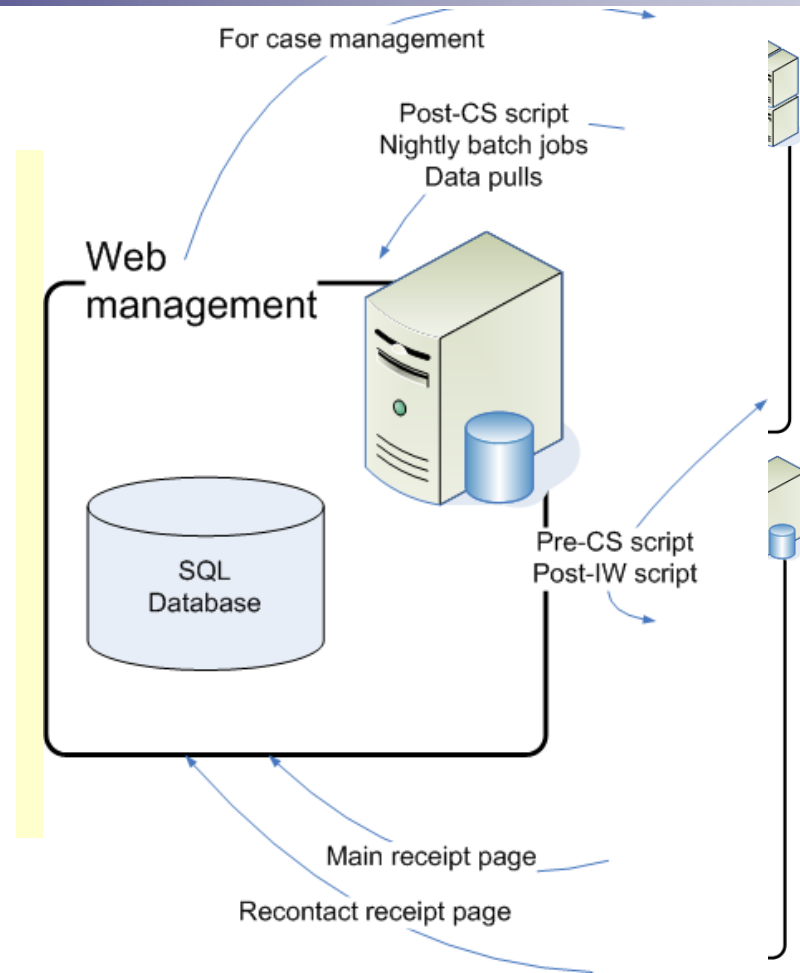 For case management
Post-CS script
Nightly batch jobs
Data pulls
Web
management
SQL
Database
Pre-CS script
Post-IW script
Main receipt page
Recontact receipt page